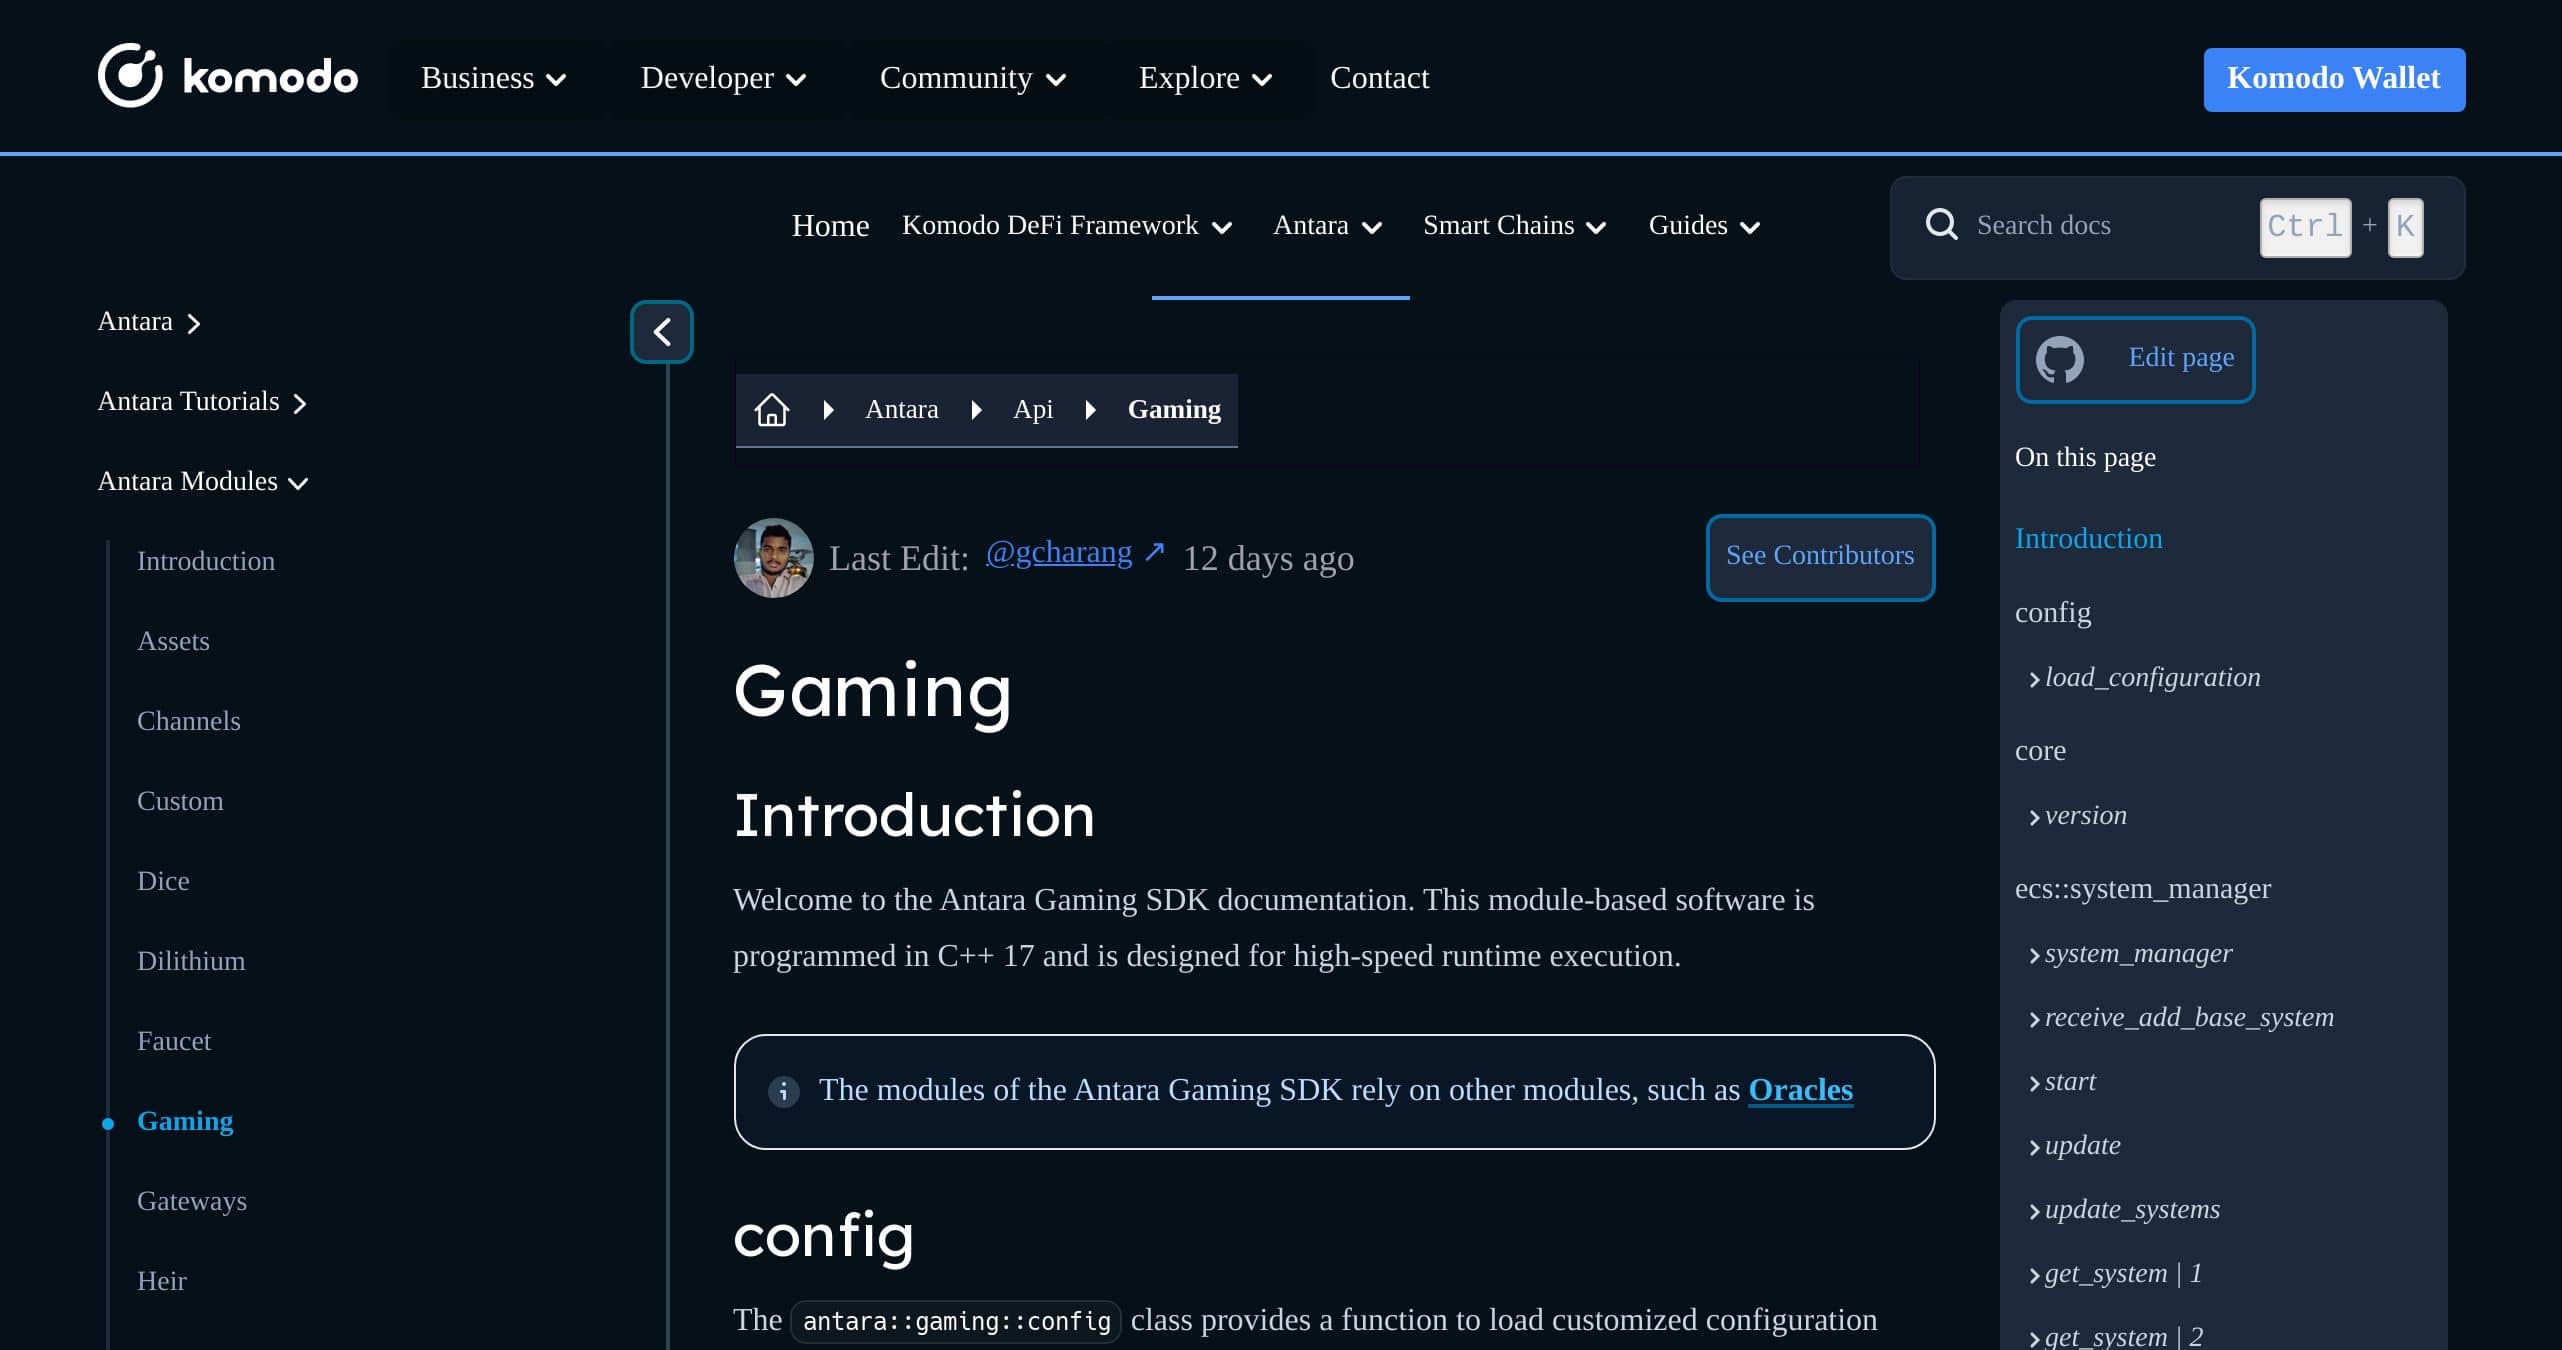 komodo
Business
Developer
Community
Explore
Contact
Komodo Wallet
Home
Komodo DeFi Framework
Antara
Smart Chains
Guides
Search docs
Ctrl + K
Antara
Antara Tutorials
Antara Modules
Introduction
Assets
Channels
Custom
Dice
Dilithium
Faucet
Gaming
Gateways
Heir
Antara
Api
Gaming
Last Edit: @gcharang ↗ 12 days ago
See Contributors
Gaming
Introduction
Welcome to the Antara Gaming SDK documentation. This module-based software is
programmed in C++ 17 and is designed for high-speed runtime execution.
The modules of the Antara Gaming SDK rely on other modules, such as Oracles
config
The antara::gaming::config class provides a function to load customized configuration
Edit page
On this page
Introduction
config
load_configuration
core
version
ecs::system_manager
system_manager
receive_add_base_system
start
update
update_systems
get_system | 1
get_system | 2